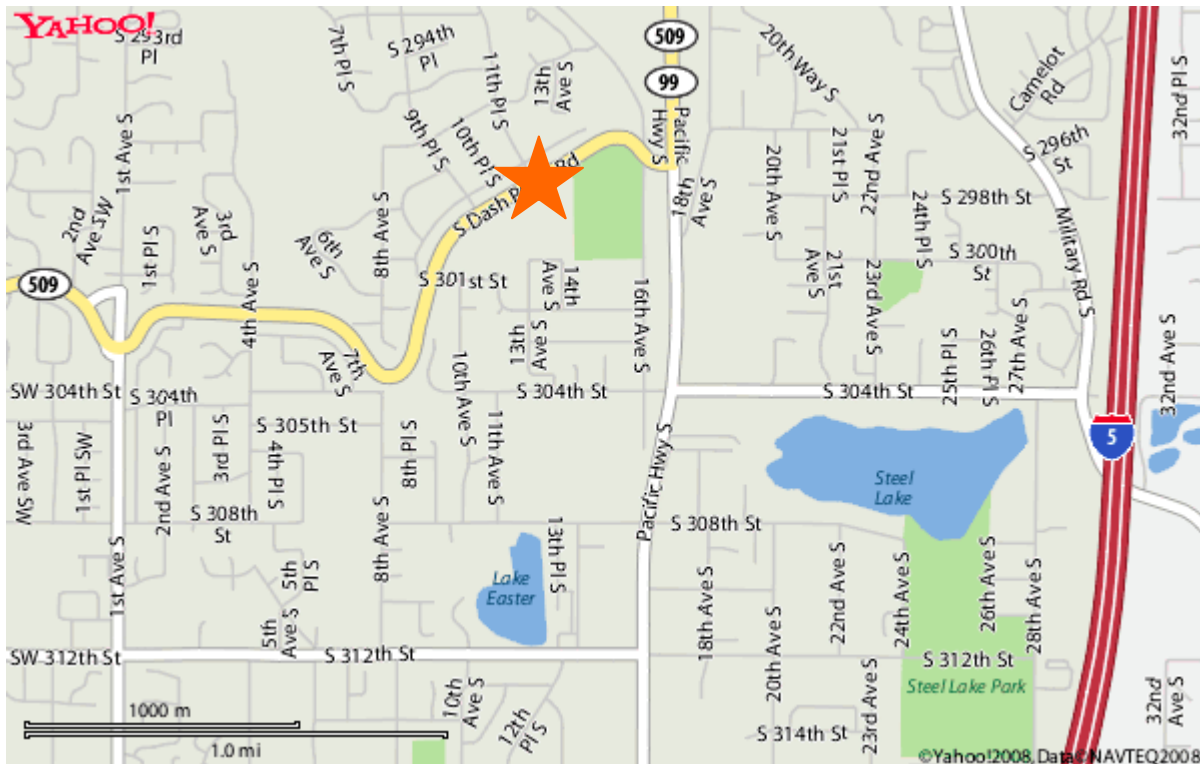 YAHOO!
S 293rd
Pl
7th Pl S
S 294th
Pl
11th Pl S
13th
Ave S
509
99
Pacific
Hwy S
20th Way S
Camelot
Rd
32nd Pl S
1st Ave S
9th Pl S
10th Pl S
S Dash P
Rd
18th
Ave S
20th Ave S
21st Pl S
22nd Ave S
S 296th
St
S 298th St
24th Pl S
2nd
Ave SW
1st Pl S
3rd
Ave S
6th
Ave S
8th Ave S
S 301st St
14th
Ave S
16th Ave S
21st
Ave S
23rd Ave S
S 300th
St
Military Rd S
509
4th Ave S
7th
Ave S
13th
Ave S
10th Ave S
25th Pl S
26th Pl S
27th Ave S
32nd Ave S
SW 304th St
S 304th
Pl
S 304th St
S 304th St
3rd Ave SW
1st Pl SW
2nd Ave S
3rd Pl S
S 305th St
4th Pl S
8th Pl S
11th Ave S
Pacific Hwy S
5
Steel
Lake
S 308th
St
8th Ave S
13th Pl S
S 308th St
1st Ave S
5th
Pl S
5th
Ave S
Lake
Easter
18th Ave S
20th Ave S
22nd Ave S
24th Ave S
26th Ave S
28th Ave S
SW 312th St
S 312th St
S 312th St
Steel Lake Park
10th
Ave S
12th
Pl S
23rd Ave S
S 314th St
32nd
Ave S
1000 m
1.0 mi
©Yahoo!2008, Data©NAVTEQ2008